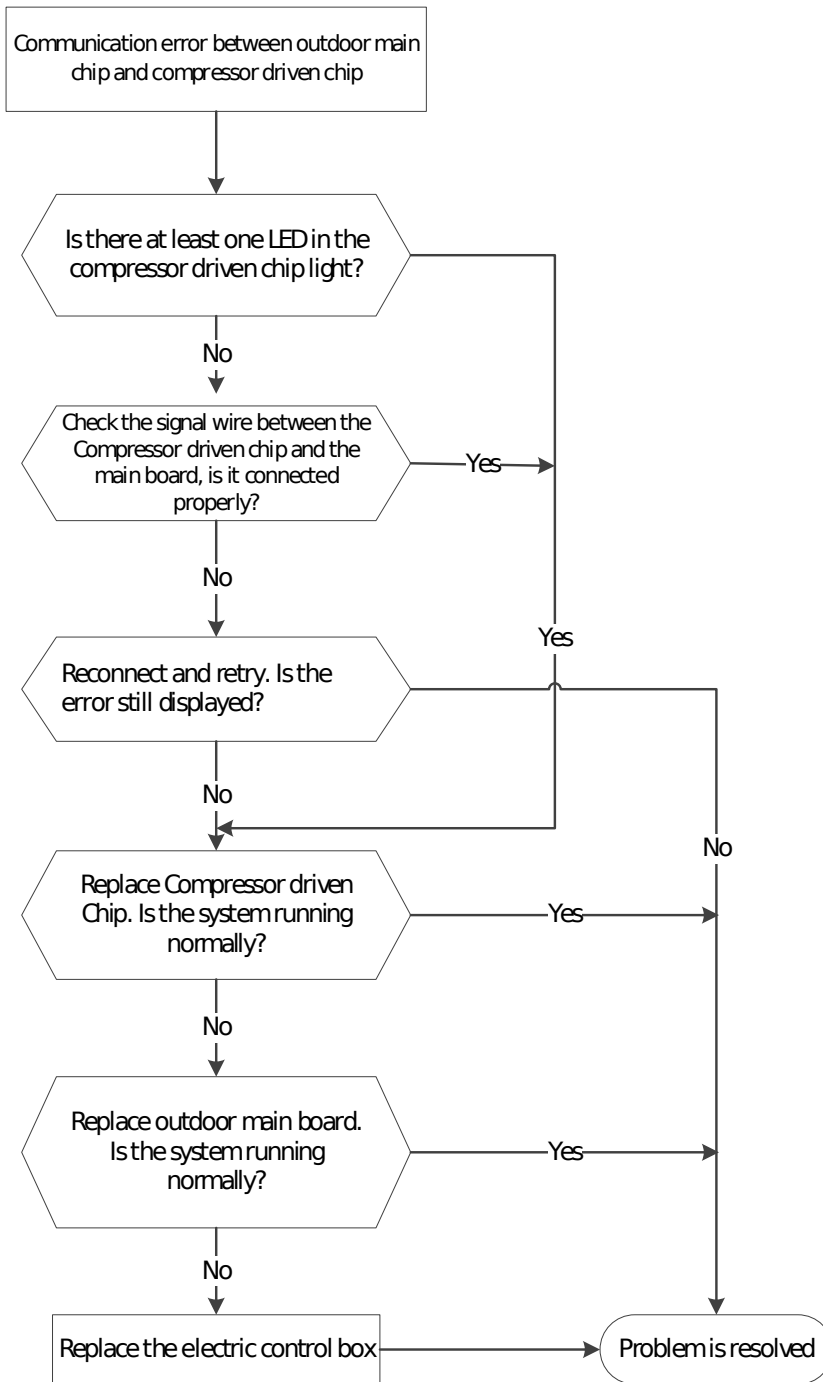 Communication error between outdoor main
chip and compressor driven chip
Is there at least one LED in the
compressor driven chip light?
No
Check the signal wire between the
Compressor driven chip and the
main board, is it connected
properly?
Yes
No
Yes
Reconnect and retry. Is the
error still displayed?
No
No
Replace Compressor driven
Chip. Is the system running
normally?
Yes
No
Replace outdoor main board.
Is the system running
normally?
Yes
No
Replace the electric control box
Problem is resolved